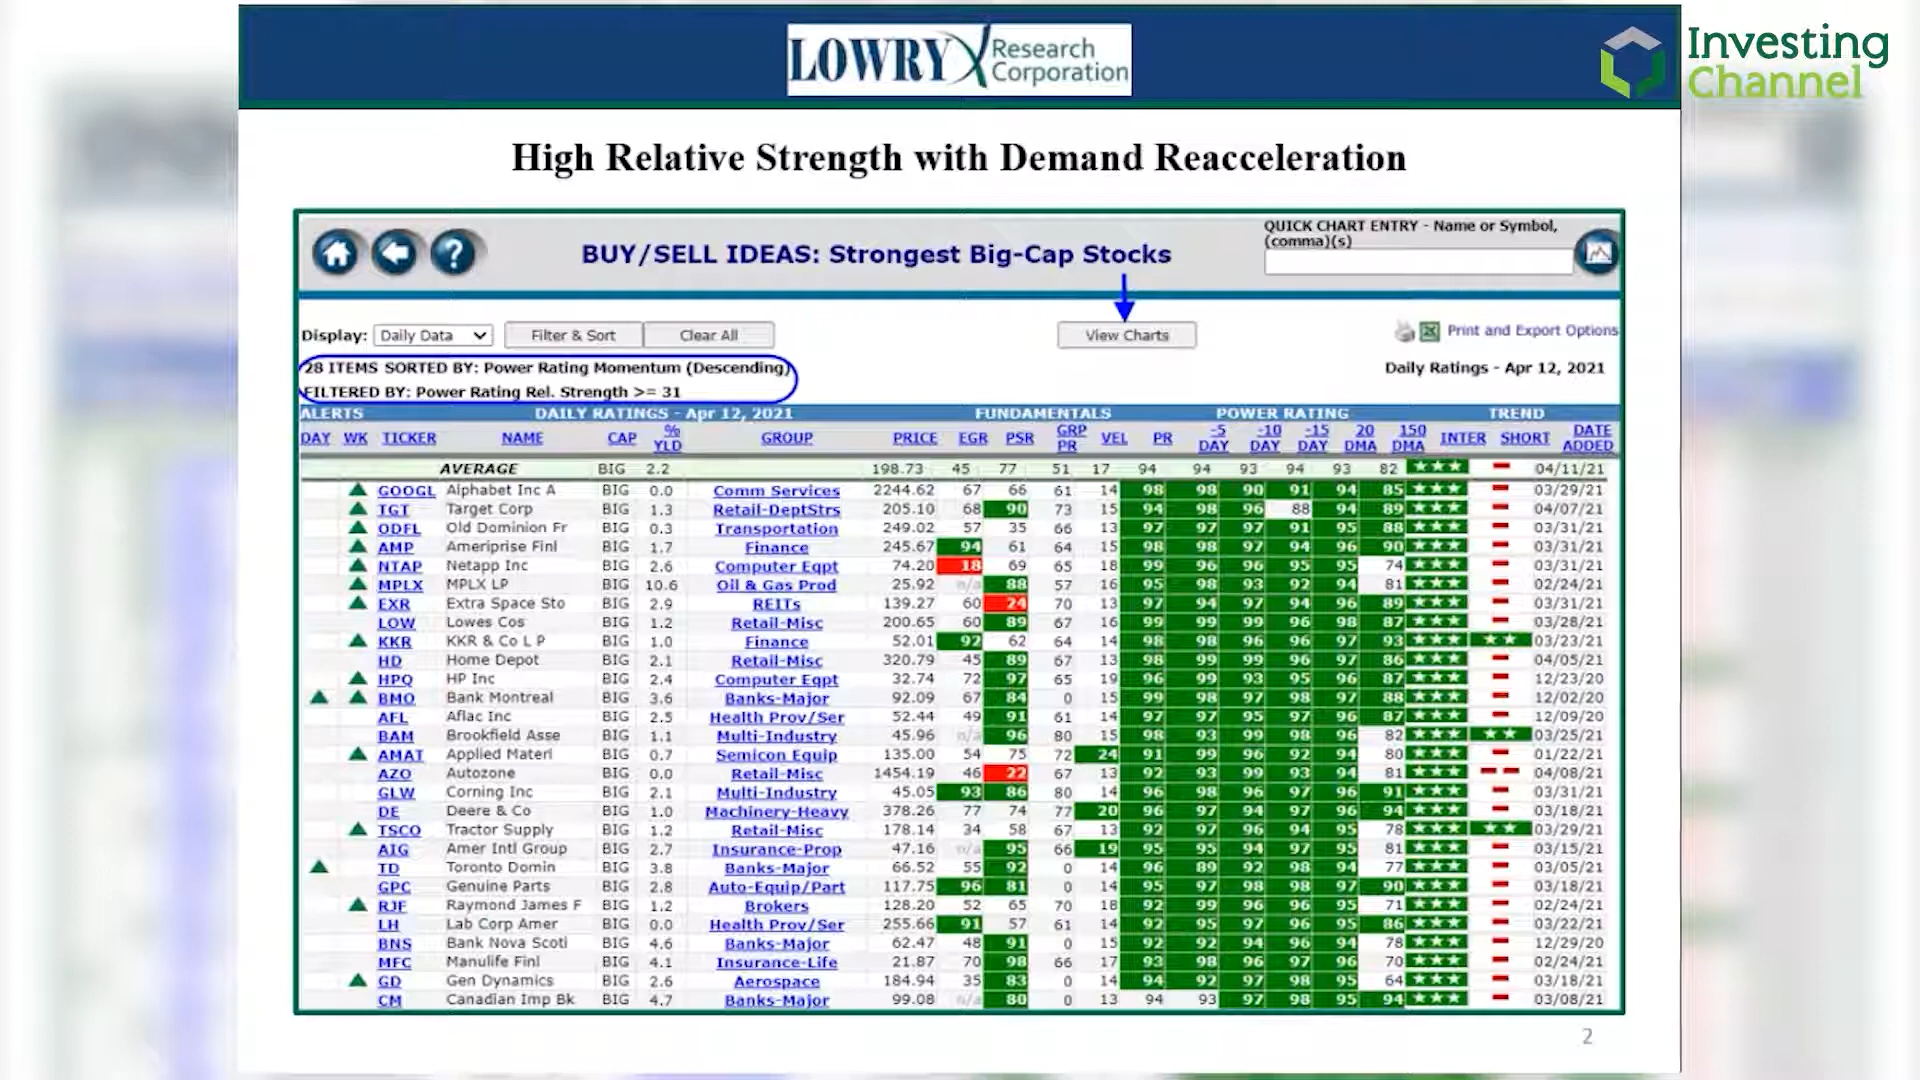 LOWRY Research Corporation
Investing Channel
High Relative Strength with Demand Reacceleration
BUY/SELL IDEAS: Strongest Big-Cap Stocks
QUICK CHART ENTRY - Name or Symbol, (comma)(s)
Display: Daily Data Filter & Sort Clear All View Charts Print and Export Options
28 ITEMS SORTED BY: Power Rating Momentum (Descending) Daily Ratings - Apr 12, 2021
FILTERED BY: Power Rating Rel. Strength >= 31
ALERTS DAILY RATINGS - Apr 12, 2021 FUNDAMENTALS POWER RATING TREND
DAY WK TICKER NAME CAP % YLD GROUP PRICE EGR PSR GRP PR VEL PR -5 DAY -10 DAY -15 DAY 20 DMA 150 DMA INTER SHORT DATE ADDED
AVERAGE BIG 2.2 198.73 45 77 51 17 94 94 93 94 93 82 04/11/21
GOOGL Alphabet Inc A BIG 0.0 Comm Services 2244.62 67 66 61 14 98 98 90 91 94 85 03/29/21
TGT Target Corp BIG 1.3 Retail-DeptStrs 205.10 68 90 73 15 94 98 96 88 94 89 04/07/21
ODFL Old Dominion Fr BIG 0.3 Transportation 249.02 57 35 66 13 97 97 97 91 95 88 03/31/21
AMP Ameriprise Finl BIG 1.7 Finance 245.67 94 61 64 15 98 98 97 94 96 90 03/31/21
NTAP Netapp Inc BIG 2.6 Computer Eqpt 74.20 18 69 65 18 99 96 96 95 95 74 03/31/21
MPLX MPLX LP BIG 10.6 Oil & Gas Prod 25.92 n/a 88 57 16 95 98 93 92 94 81 02/24/21
EXR Extra Space Sto BIG 2.9 REITs 139.27 60 24 70 13 97 94 97 94 96 89 03/31/21
LOW Lowes Cos BIG 1.2 Retail-Misc 200.65 60 89 67 16 99 99 99 96 98 87 03/28/21
KKR KKR & Co L P BIG 1.0 Finance 52.01 92 62 64 14 98 98 96 96 97 93 03/23/21
HD Home Depot BIG 2.1 Retail-Misc 320.79 45 89 67 13 98 99 99 96 97 86 04/05/21
HPQ HP Inc BIG 2.4 Computer Eqpt 32.74 72 97 65 19 96 99 93 95 96 87 12/23/20
BMO Bank Montreal BIG 3.6 Banks-Major 92.09 67 84 0 15 99 98 97 98 97 88 12/02/20
AFL Aflac Inc BIG 2.5 Health Prov/Ser 52.44 49 91 61 14 97 97 95 97 96 87 12/09/20
BAM Brookfield Asse BIG 1.1 Multi-Industry 45.96 n/a 96 80 15 98 93 99 98 96 82 03/25/21
AMAT Applied Materl BIG 0.7 Semicon Equip 135.00 54 75 72 24 91 99 96 92 94 80 01/22/21
AZO Autozone BIG 0.0 Retail-Misc 1454.19 46 22 67 13 92 93 99 93 94 81 04/08/21
GLW Corning Inc BIG 2.1 Multi-Industry 45.05 93 86 80 14 96 98 96 97 96 91 03/31/21
DE Deere & Co BIG 1.0 Machinery-Heavy 378.26 77 74 77 20 96 97 94 97 96 94 03/18/21
TSCO Tractor Supply BIG 1.2 Retail-Misc 178.14 34 58 67 13 92 97 96 94 95 78 03/29/21
AIG Amer Intl Group BIG 2.7 Insurance-Prop 47.16 n/a 95 66 19 95 95 94 97 95 81 03/15/21
TD Toronto Domin BIG 3.8 Banks-Major 66.52 55 92 0 14 96 89 92 98 94 77 03/05/21
GPC Genuine Parts BIG 2.8 Auto-Equip/Part 117.75 96 81 0 14 95 97 98 98 97 90 03/18/21
RJF Raymond James F BIG 1.2 Brokers 128.20 52 65 70 18 92 99 96 96 95 71 02/24/21
LH Lab Corp Amer BIG 0.0 Health Prov/Ser 255.66 91 57 61 14 92 95 97 96 95 86 03/22/21
BNS Bank Nova Scoti BIG 4.6 Banks-Major 62.47 48 91 0 15 92 92 94 96 94 78 12/29/20
MFC Manulife Finl BIG 4.1 Insurance-Life 21.87 70 98 66 17 93 98 96 97 96 70 02/24/21
GD Gen Dynamics BIG 2.6 Aerospace 184.94 35 83 0 14 94 92 97 98 95 64 03/18/21
CM Canadian Imp Bk BIG 4.7 Banks-Major 99.08 n/a 80 0 13 94 93 97 98 95 94 03/08/21
2